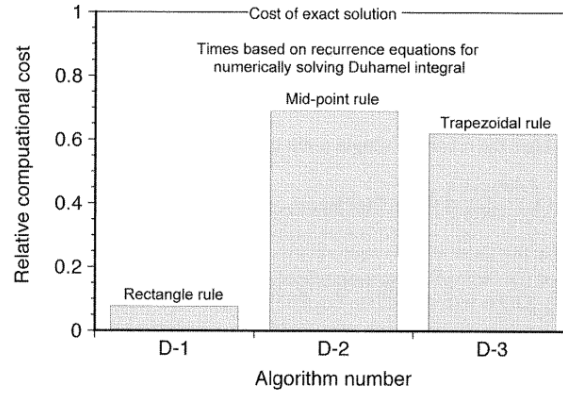 Cost of exact solution
Times based on recurrence equations for
numerically solving Duhamel integral
Mid-point rule
Trapezoidal rule
Rectangle rule
Relative compuational cost
1
0.8
0.6
0.4
0.2
0
D-1
D-2
D-3
Algorithm number